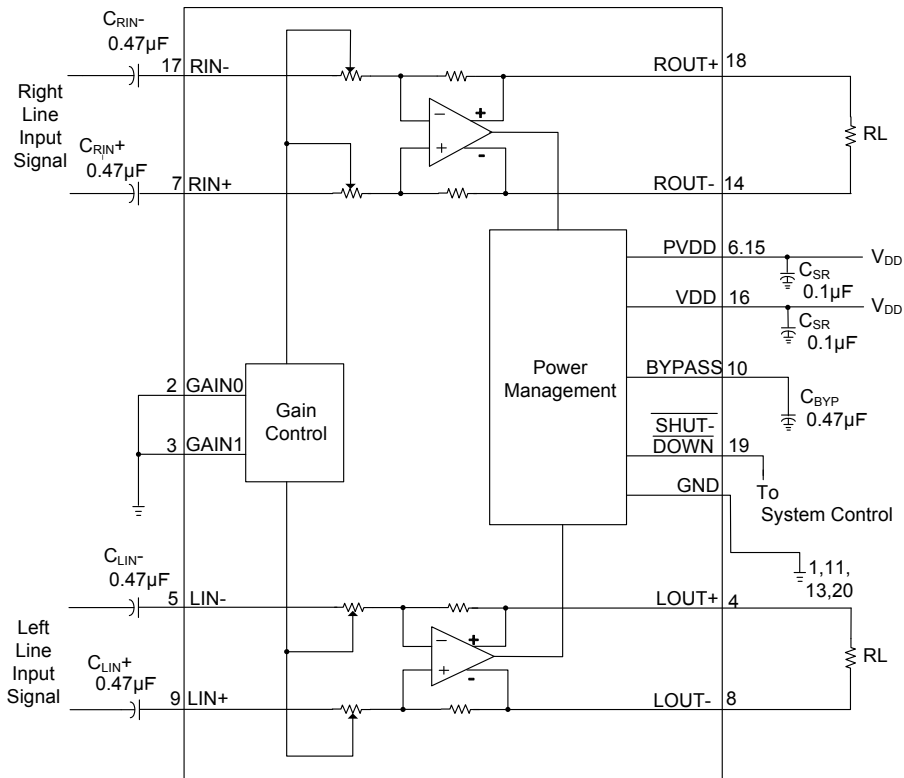 CRIN-
0.47µF
17 RIN-
ROUT+ 18
Right
Line
Input
Signal
CRIN+
0.47µF
7 RIN+
ROUT- 14
RL
− + + -
PVDD 6.15
VDD
CSR
0.1µF
VDD 16
VDD
CSR
0.1µF
BYPASS 10
CBYP
0.47µF
Power
Management
SHUT-
DOWN 19
To
System Control
GND
1,11,
13,20
2 GAIN0
3 GAIN1
Gain
Control
CLIN-
0.47µF
5 LIN-
LOUT+ 4
Left
Line
Input
Signal
CLIN+
0.47µF
9 LIN+
LOUT- 8
RL
− + + -